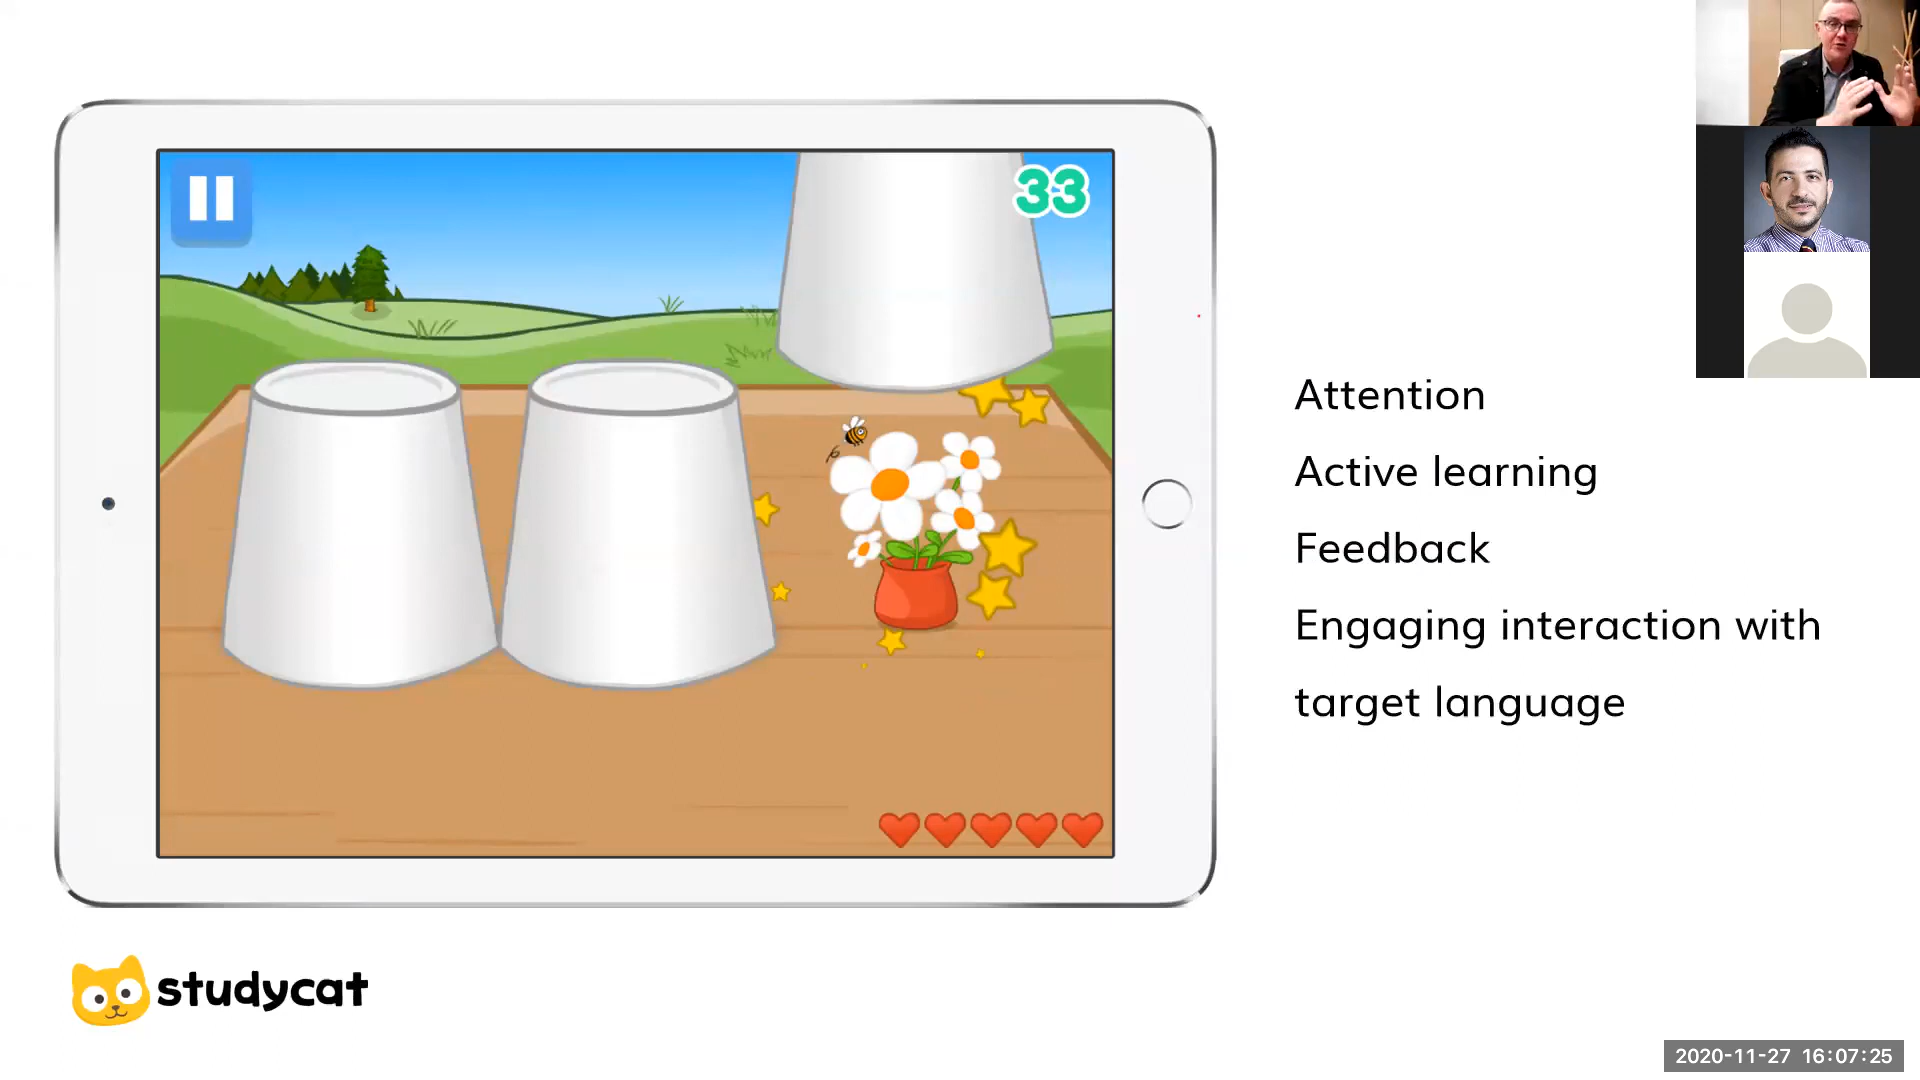 33
Attention
Active learning
Feedback
Engaging interaction with
target language
studycat
2020-11-27 16:07:25